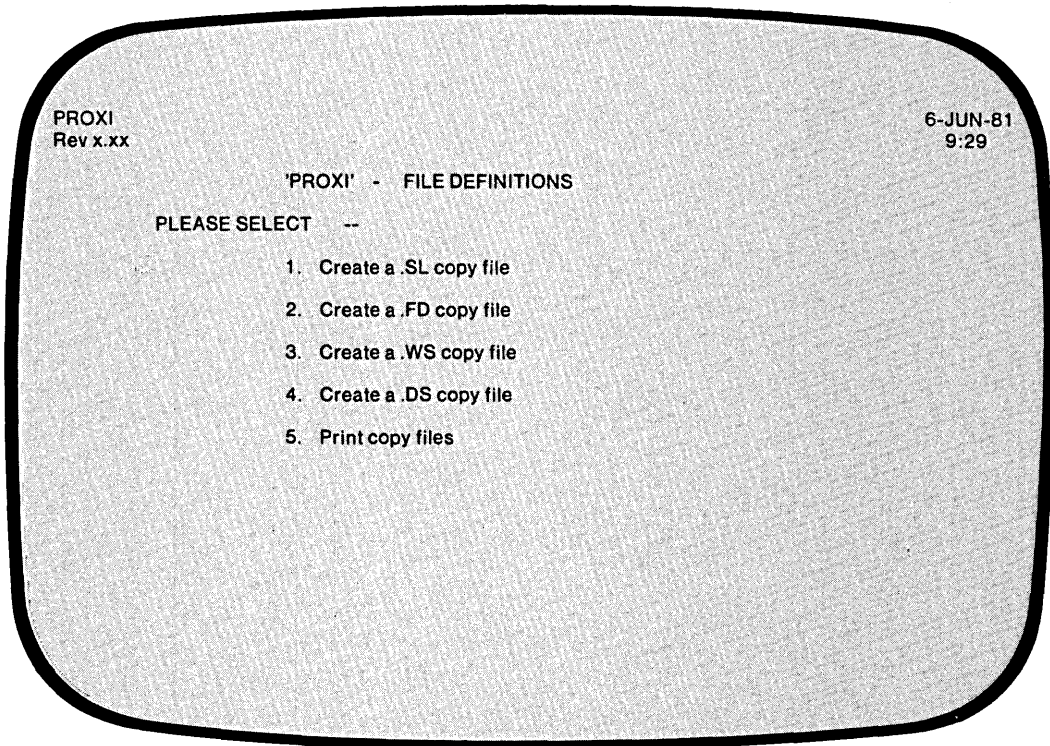 PROXI
6-JUN-81
Rev x.xx
9:29
'PROXI' - FILE DEFINITIONS
PLEASE SELECT --
1. Create a .SL copy file
2. Create a .FD copy file
3. Create a .WS copy file
4. Create a .DS copy file
5. Print copy files